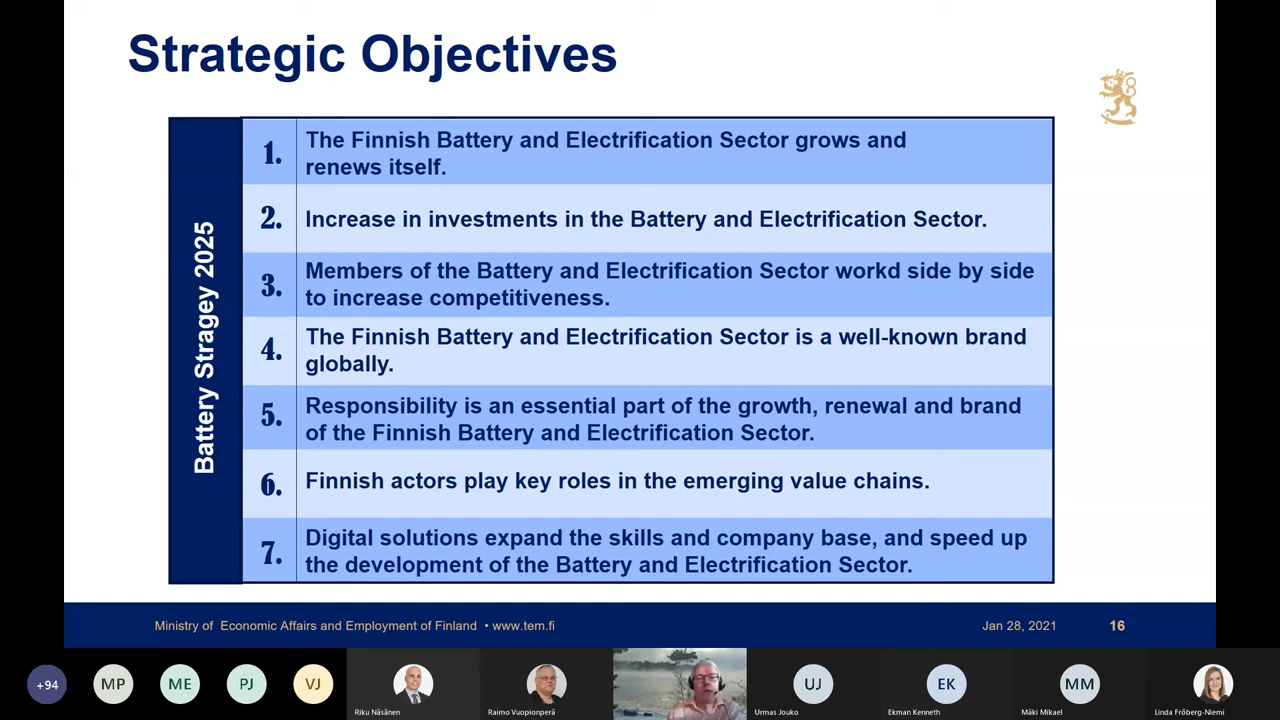 Strategic Objectives
Battery Stragey 2025
1.
The Finnish Battery and Electrification Sector grows and
renews itself.
2.
Increase in investments in the Battery and Electrification Sector.
3.
Members of the Battery and Electrification Sector workd side by side
to increase competitiveness.
4.
The Finnish Battery and Electrification Sector is a well-known brand
globally.
5.
Responsibility is an essential part of the growth, renewal and brand
of the Finnish Battery and Electrification Sector.
6.
Finnish actors play key roles in the emerging value chains.
7.
Digital solutions expand the skills and company base, and speed up
the development of the Battery and Electrification Sector.
Ministry of Economic Affairs and Employment of Finland • www.tem.fi
Jan 28, 2021
16
+94
MP
ME
PJ
VJ
Riku Näsänen
Raimo Vuopionperä
UJ
Urmas Jouko
EK
Ekman Kenneth
MM
Mäki Mikael
Linda Fröberg-Niemi